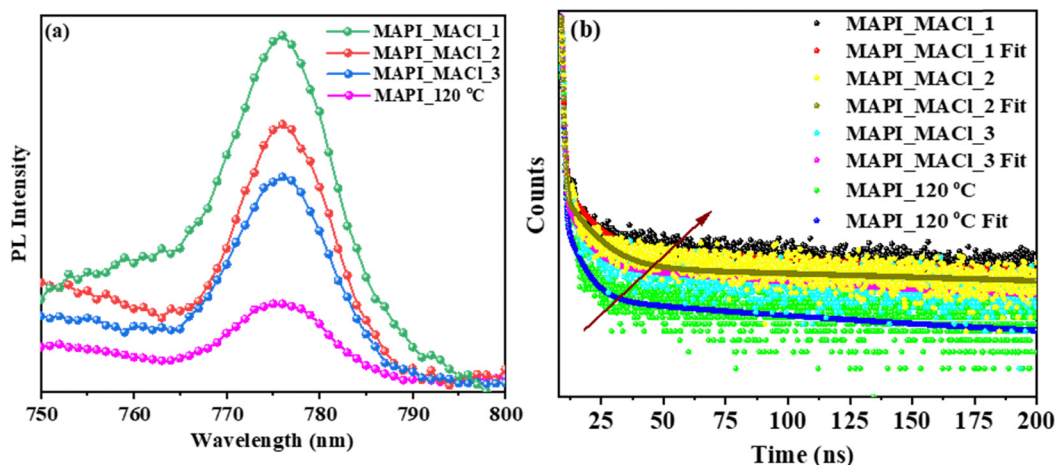 (a)
MAPI_MACl_1
MAPI_MACl_2
MAPI_MACl_3
MAPI_120 °C
PL Intensity
750 760 770 780 790 800
Wavelength (nm)
(b)
MAPI_MACl_1
MAPI_MACl_1 Fit
MAPI_MACl_2
MAPI_MACl_2 Fit
MAPI_MACl_3
MAPI_MACl_3 Fit
MAPI_120 °C
MAPI_120 °C Fit
Counts
25 50 75 100 125 150 175 200
Time (ns)